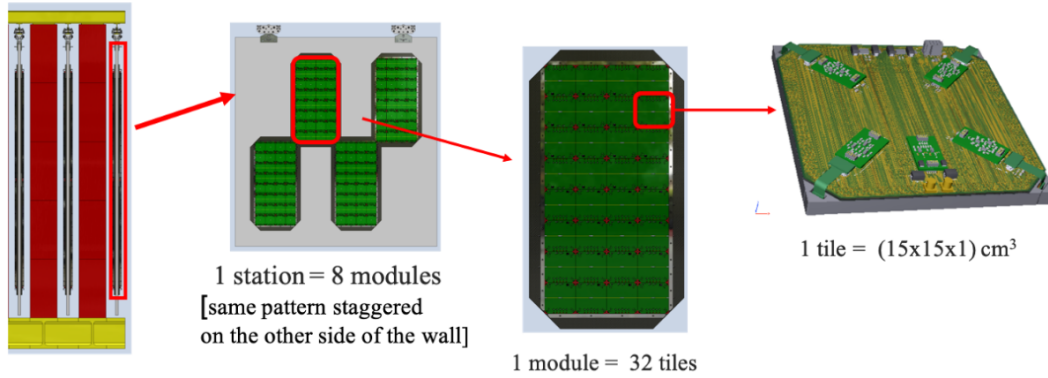 1 station = 8 modules
[same pattern staggered
on the other side of the wall]
1 module =  32 tiles
1 tile =  (15x15x1) cm³